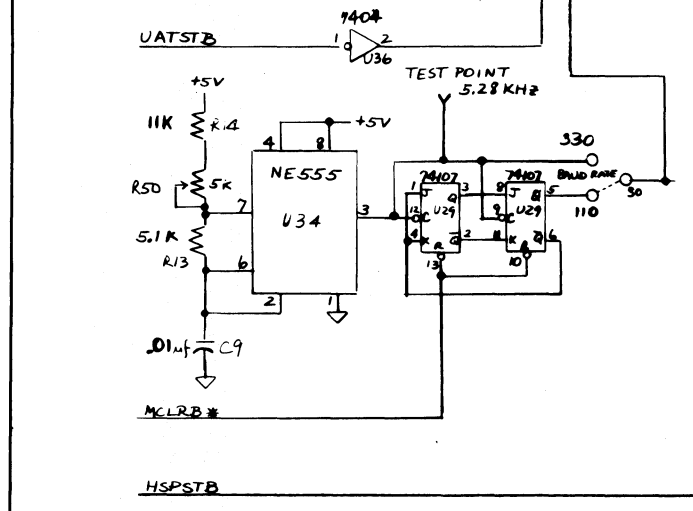 7404
UATSTB
1
2
U36
TEST POINT
5.28 KHZ
+5V
11K
R14
4
8
+5V
330
NE555
R50
5K
74107
74107
BAUD RATE
30
1
J
Q
3
8
J
Q
5
110
7
U34
3
12
C
U29
9
C
U29
5.1K
R13
4
K
Q̅
2
11
K
Q̅
6
6
R
13
R
10
2
1
.01µf
C9
MCLRB*
HSPSTB